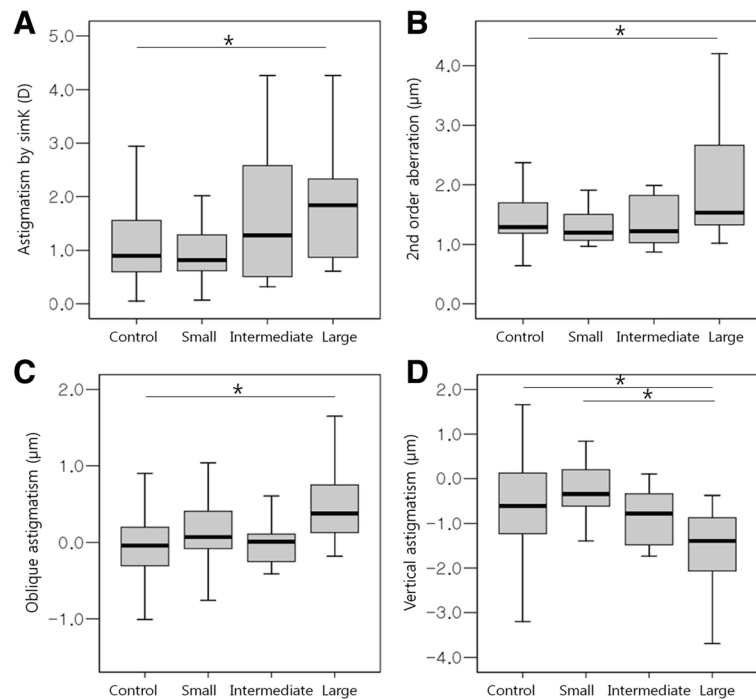 A
Astigmatism by simK (D)
5.0
4.0
3.0
2.0
1.0
0.0
*
Control Small Intermediate Large
B
2nd order aberration (μm)
4.0
3.0
2.0
1.0
0.0
*
Control Small Intermediate Large
C
Oblique astigmatism (μm)
2.0
1.0
0.0
−1.0
*
Control Small Intermediate Large
D
Vertical astigmatism (μm)
2.0
1.0
0.0
−1.0
−2.0
−3.0
−4.0
*
*
Control Small Intermediate Large